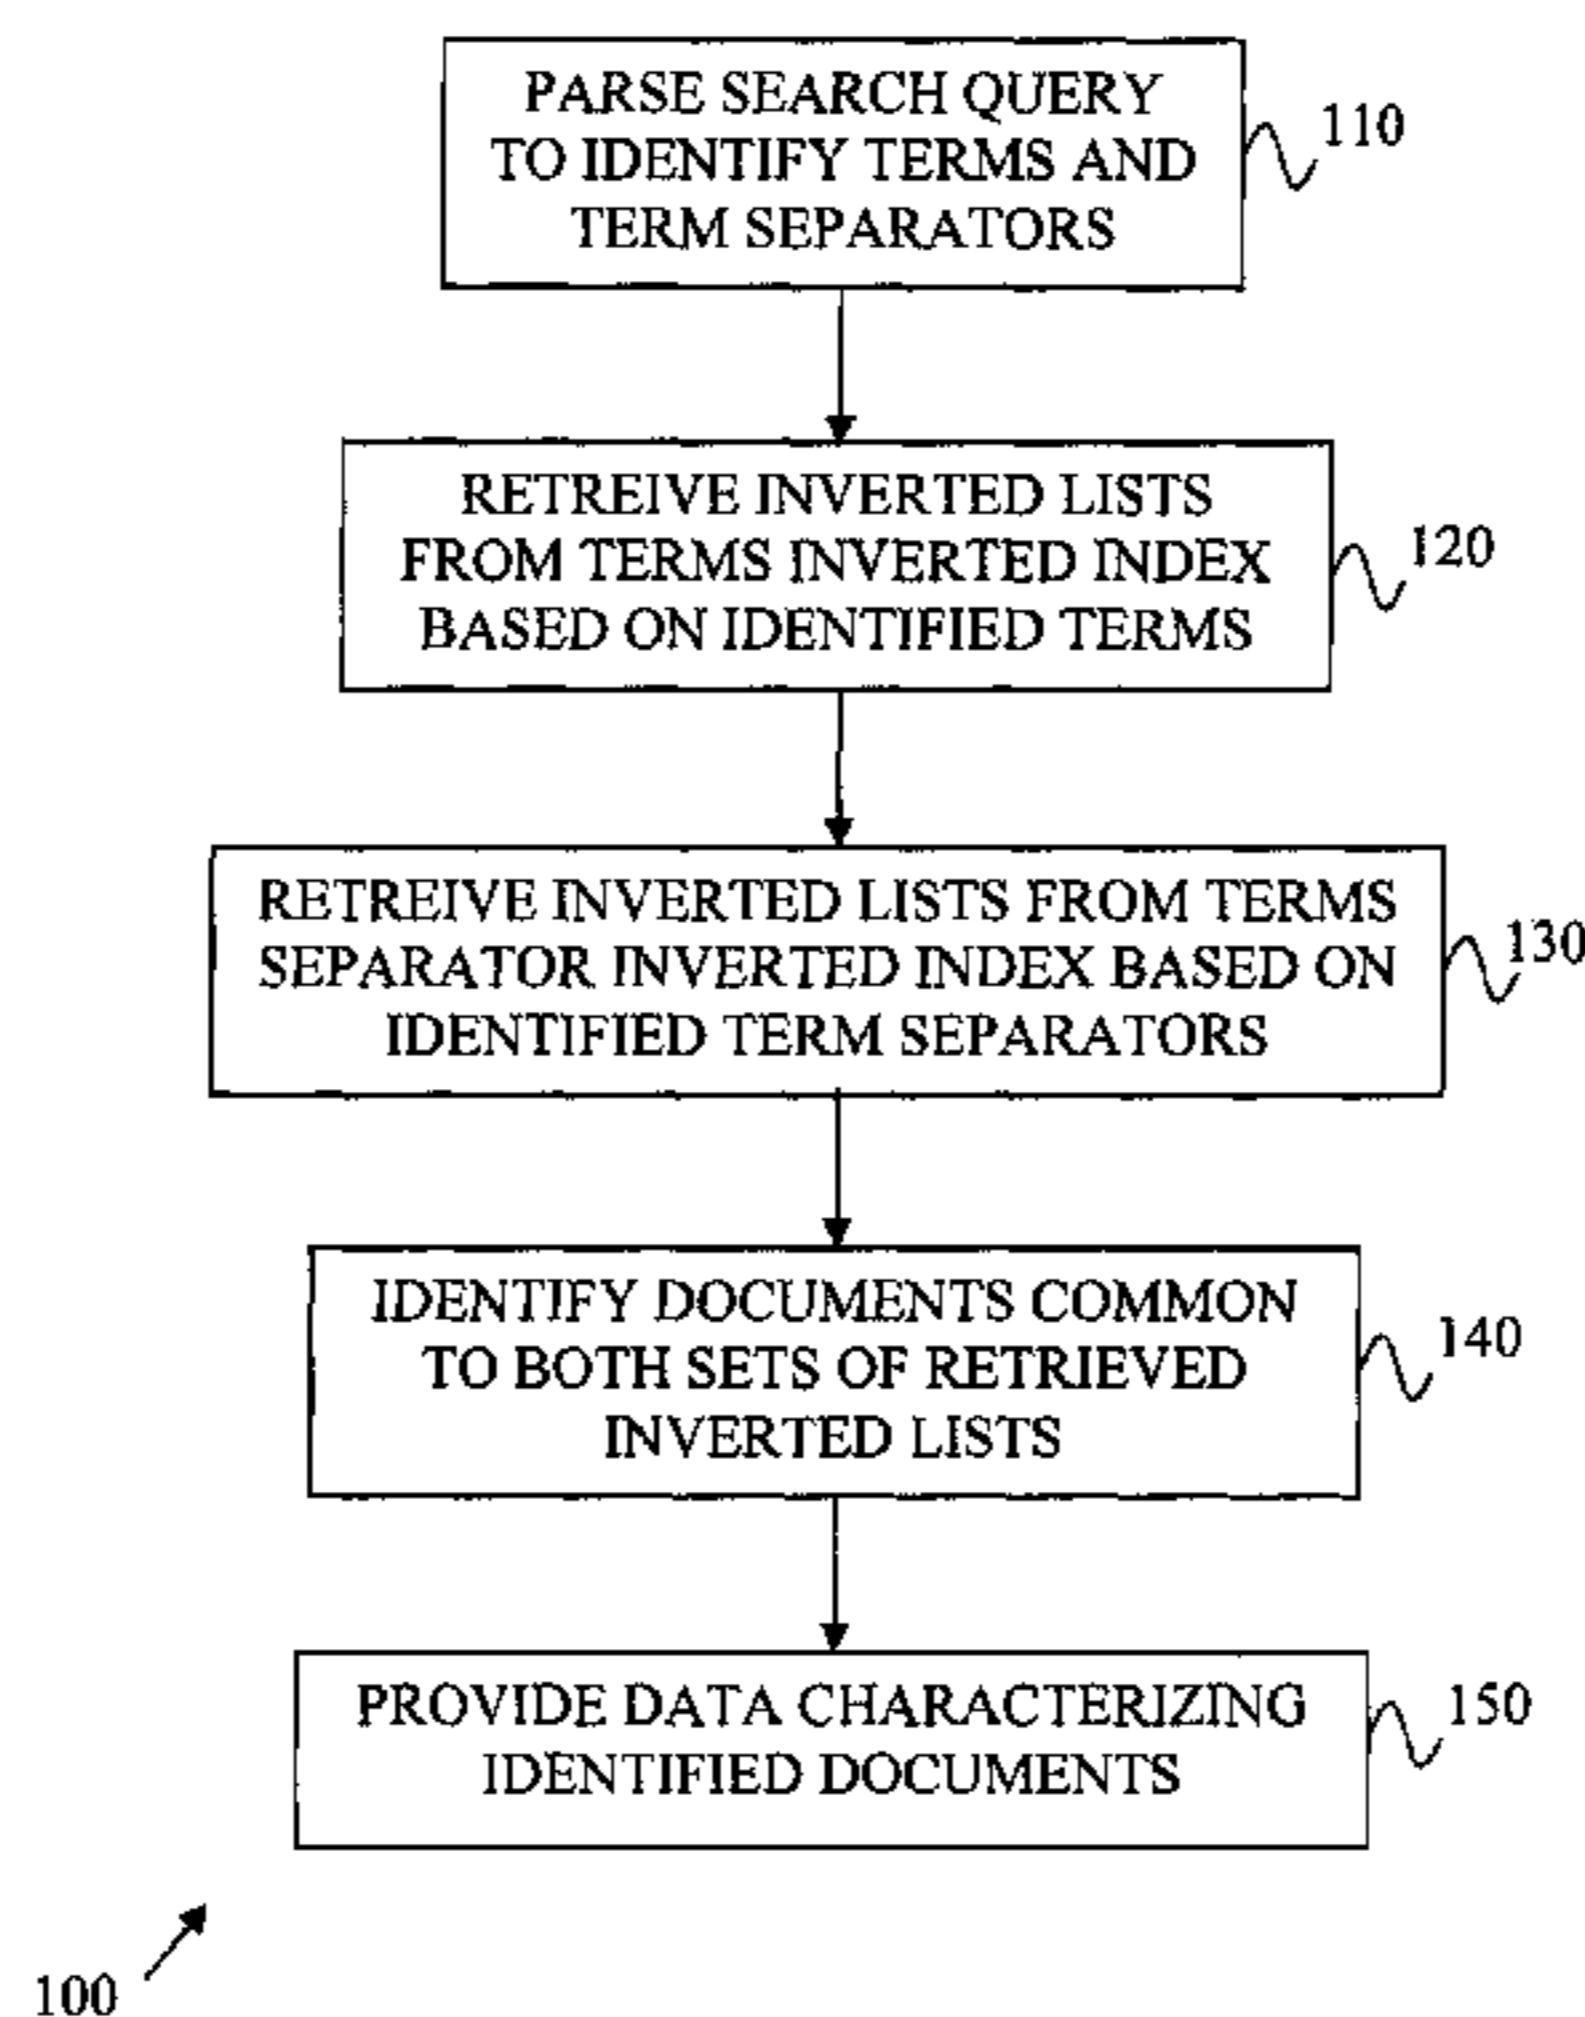 PARSE SEARCH QUERY
TO IDENTIFY TERMS AND
TERM SEPARATORS
110
RETREIVE INVERTED LISTS
FROM TERMS INVERTED INDEX
BASED ON IDENTIFIED TERMS
120
RETREIVE INVERTED LISTS FROM TERMS
SEPARATOR INVERTED INDEX BASED ON
IDENTIFIED TERM SEPARATORS
130
IDENTIFY DOCUMENTS COMMON
TO BOTH SETS OF RETRIEVED
INVERTED LISTS
140
PROVIDE DATA CHARACTERIZING
IDENTIFIED DOCUMENTS
150
100